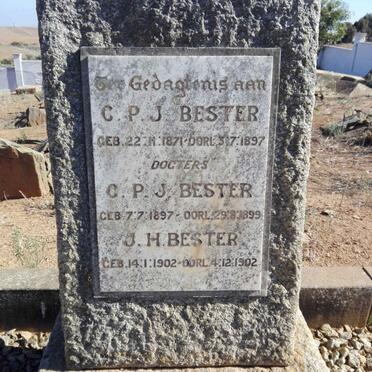 Ter Gedagtenis aan
C. P. J. BESTER
GEB. 22.11.1871-OORL. 3.7.1897
DOGTERS
C. P. J. BESTER
GEB. 7.7.1897-OORL. 29.8.1899
J. H. BESTER
GEB. 14.1.1902-OORL. 4.12.1902